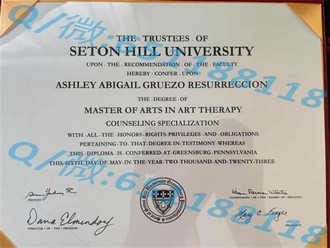 THE TRUSTEES OF
SETON HILL UNIVERSITY
UPON THE RECOMMENDATION OF THE FACULTY
HEREBY CONFER UPON
ASHLEY ABIGAIL GRUEZO RESURRECCION
THE DEGREE OF
MASTER OF ARTS IN ART THERAPY
COUNSELING SPECIALIZATION
WITH ALL THE HONORS RIGHTS PRIVILEGES AND OBLIGATIONS
PERTAINING TO THAT DEGREE IN TESTIMONY WHEREAS
THIS DIPLOMA IS CONFERRED AT GREENSBURG PENNSYLVANIA
THIS SIXTH DAY OF MAY IN THE YEAR TWO THOUSAND AND TWENTY THREE
Dana Elmendorf
Q/微: